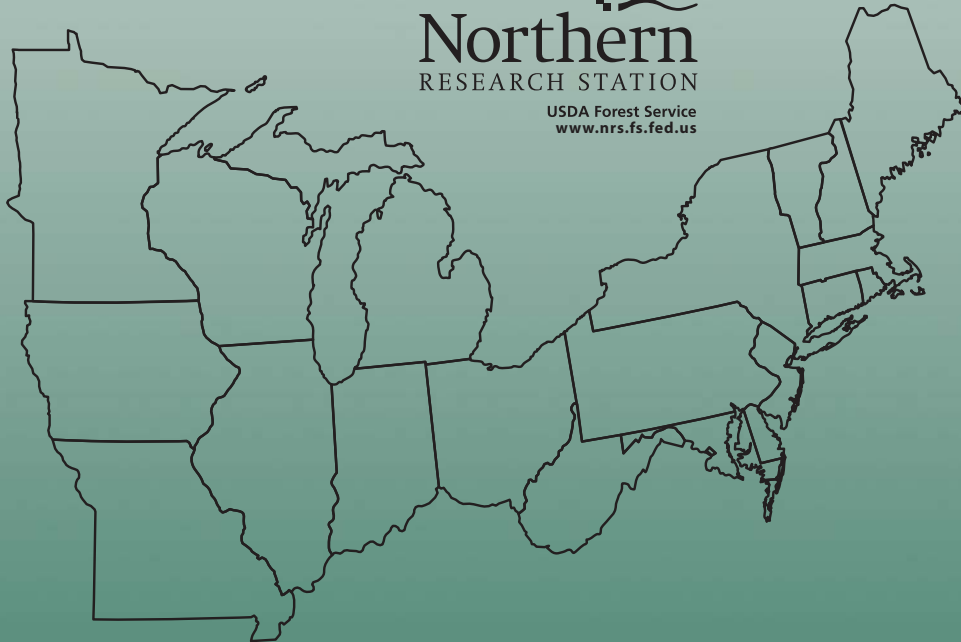 Northern
RESEARCH STATION
USDA Forest Service
www.nrs.fs.fed.us